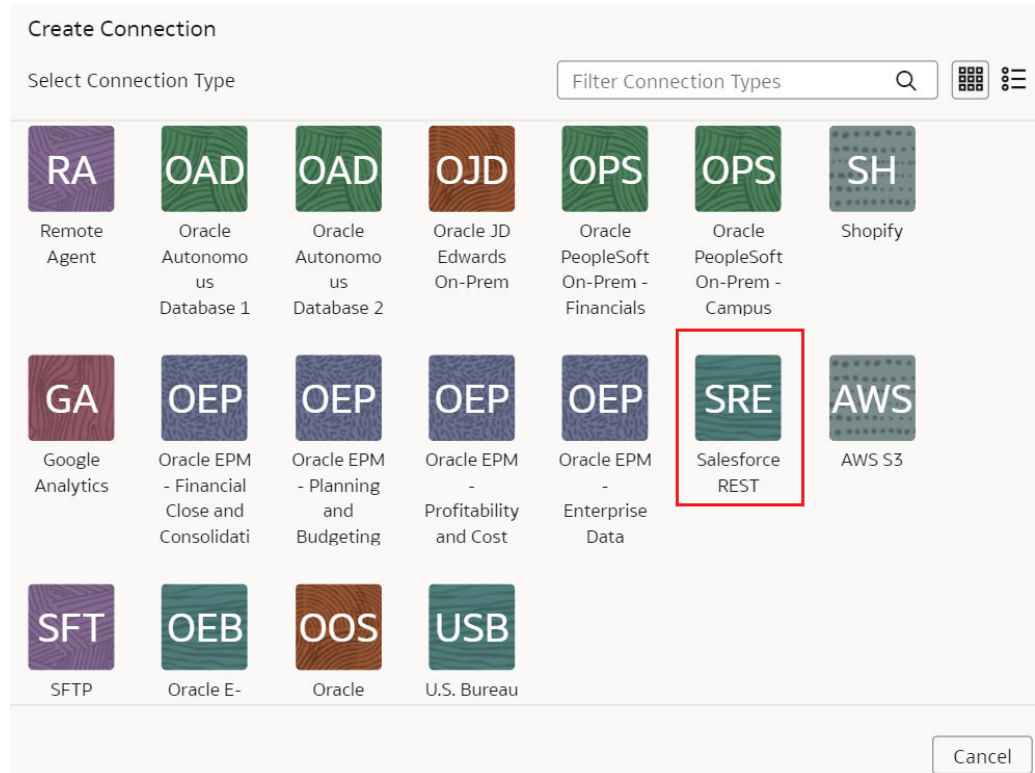 Create Connection
Select Connection Type
Filter Connection Types
RA
OAD
OAD
OJD
OPS
OPS
SH
Remote
Agent
Oracle
Autonomo
us
Database 1
Oracle
Autonomo
us
Database 2
Oracle JD
Edwards
On-Prem
Oracle
PeopleSoft
On-Prem -
Financials
Oracle
PeopleSoft
On-Prem -
Campus
Shopify
GA
OEP
OEP
OEP
OEP
SRE
AWS
Google
Analytics
Oracle EPM
- Financial
Close and
Consolidati
Oracle EPM
- Planning
and
Budgeting
Oracle EPM
-
Profitability
and Cost
Oracle EPM
-
Enterprise
Data
Salesforce
REST
AWS S3
SFT
OEB
OOS
USB
SFTP
Oracle E-
Oracle
U.S. Bureau
Cancel